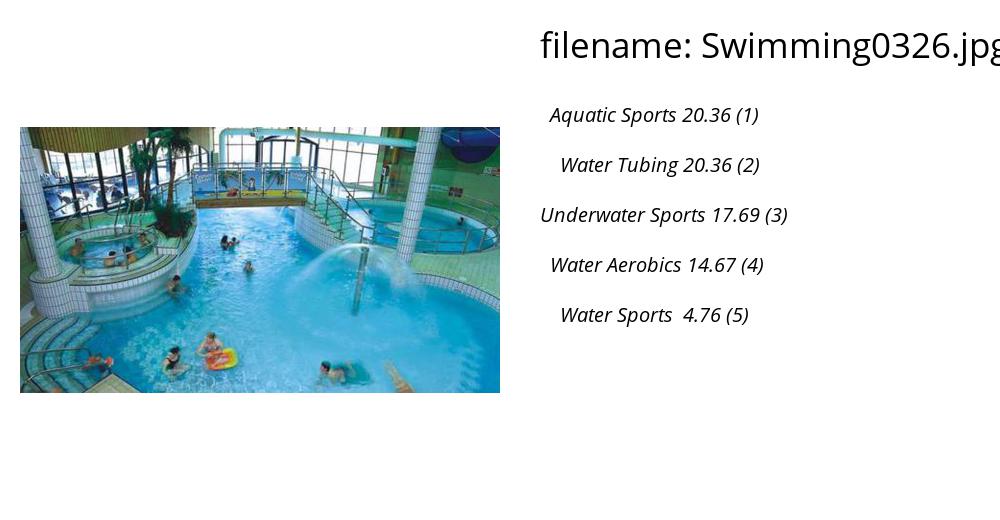 filename: Swimming0326.jpg
Aquatic Sports 20.36 (1)
Water Tubing 20.36 (2)
Underwater Sports 17.69 (3)
Water Aerobics 14.67 (4)
Water Sports  4.76 (5)